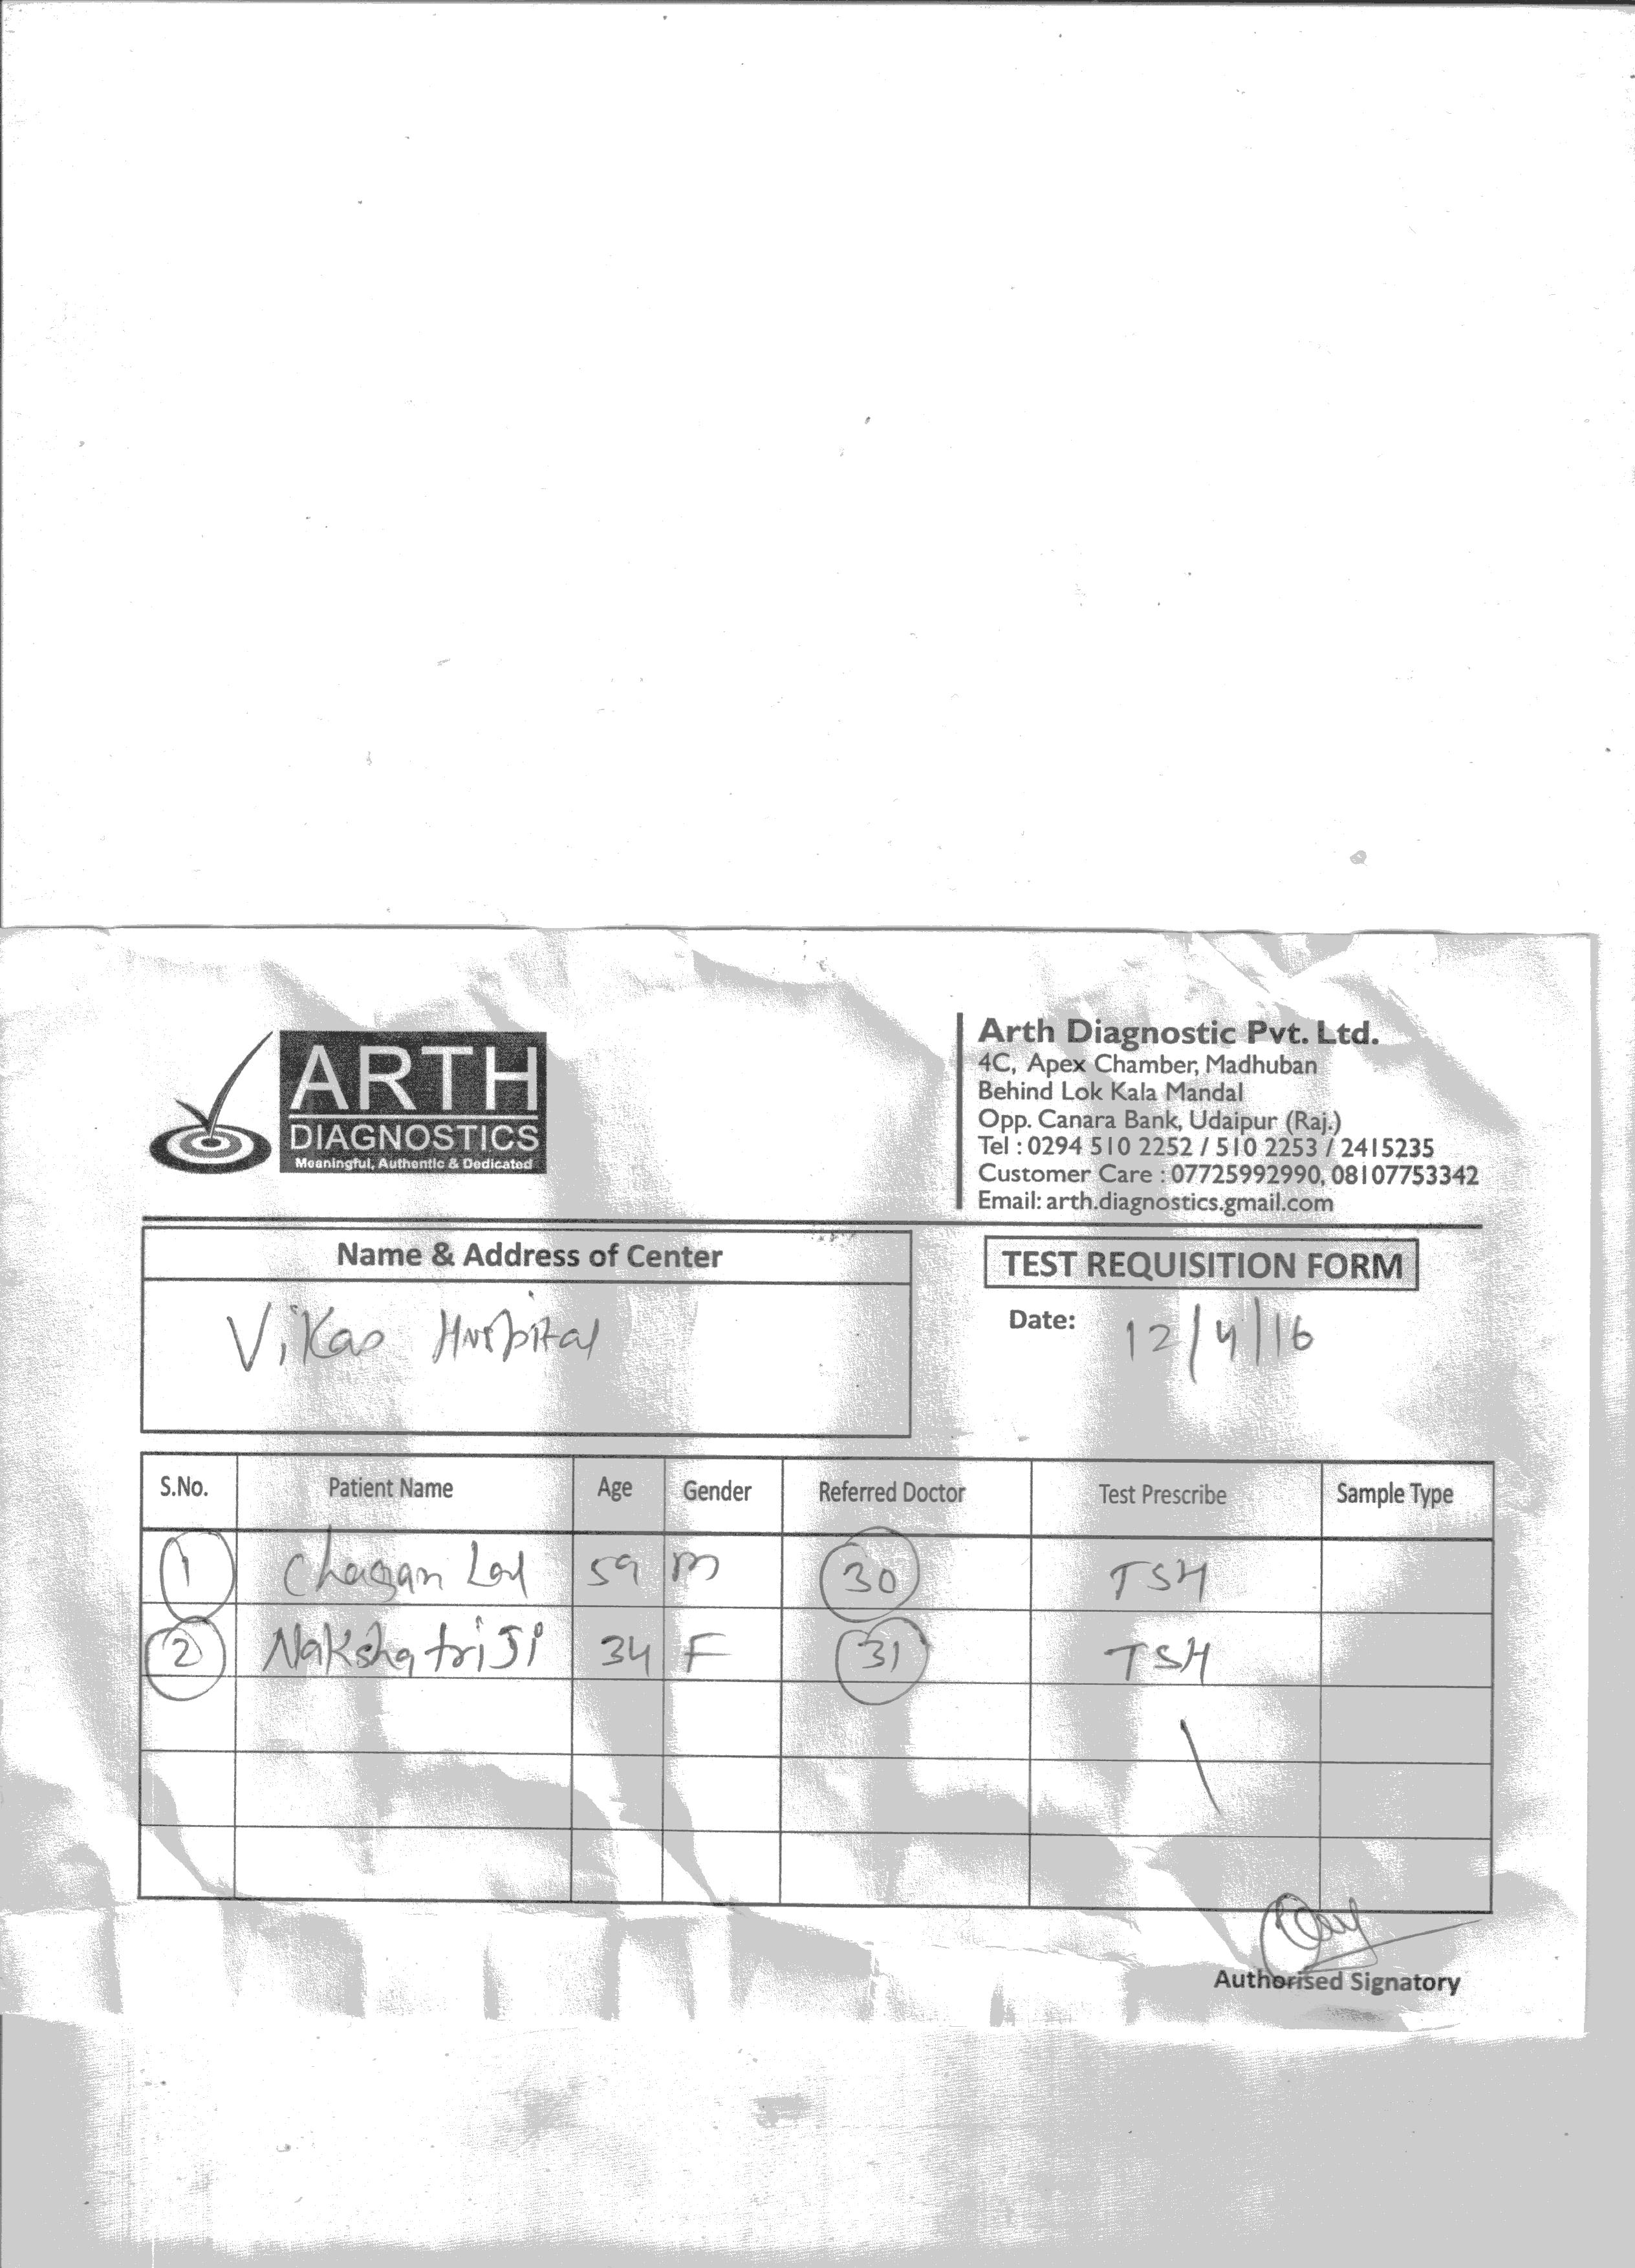 ARTH
DIAGNOSTICS
Meaningful, Authentic & Dedicated
Arth Diagnostic Pvt. Ltd.
4C, Apex Chamber, Madhuban
Behind Lok Kala Mandal
Opp. Canara Bank, Udaipur (Raj.)
Tel : 0294 510 2252 / 510 2253 / 2415235
Customer Care : 07725992990, 08107753342
Email: arth.diagnostics.gmail.com
Name & Address of Center
Vikas Hospital
TEST REQUISITION FORM
Date: 12/4/16
S.No. Patient Name Age Gender Referred Doctor Test Prescribe Sample Type
1 Chagan Lal 59 M 30 TSH
2 Nakshatri Ji 34 F 31 TSH
Authorised Signatory